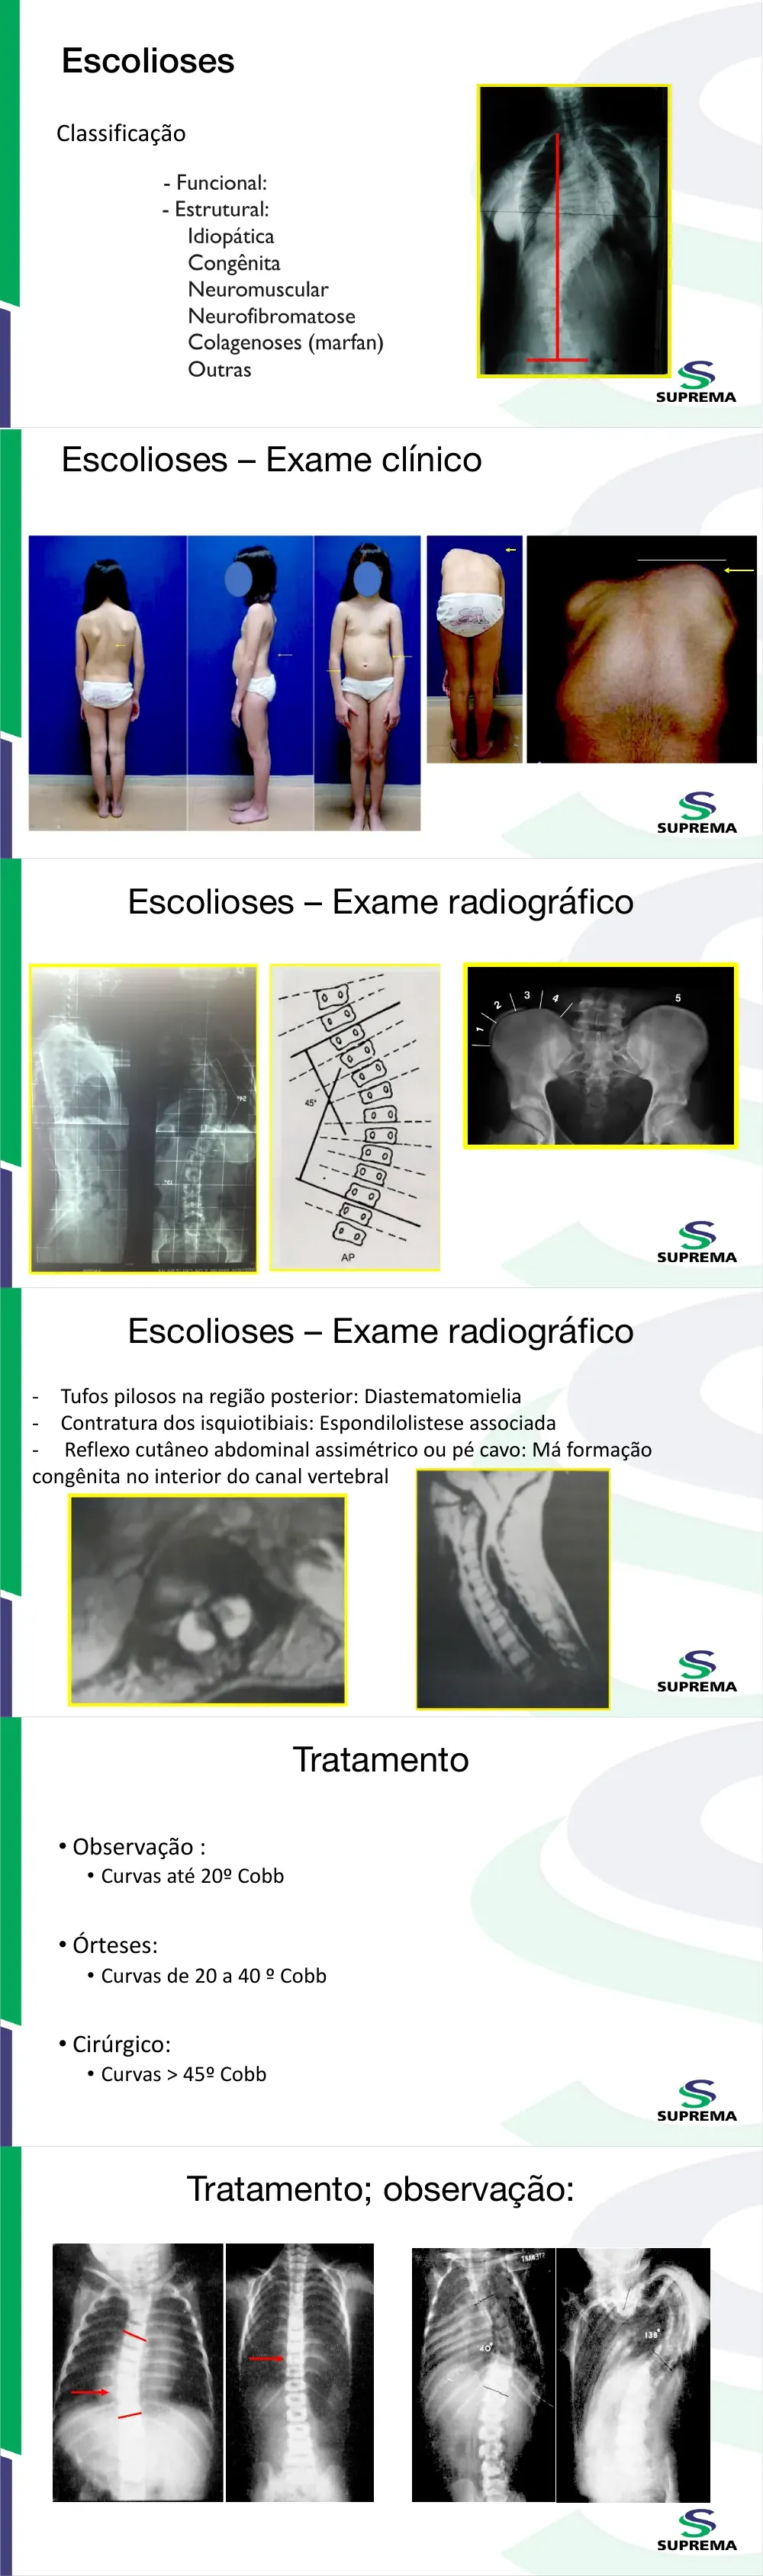 Escolioses
Classificação
- Funcional:
- Estrutural:
Idiopática
Congênita
Neuromuscular
Neurofibromatose
Colagenoses (marfan)
Outras
SUPREMA
Escolioses – Exame clínico
SUPREMA
Escolioses – Exame radiográfico
45°
AP
1
2
3
4
5
SUPREMA
Escolioses – Exame radiográfico
- Tufos pilosos na região posterior: Diastematomielia
- Contratura dos isquiotibiais: Espondilolistese associada
- Reflexo cutâneo abdominal assimétrico ou pé cavo: Má formação
congênita no interior do canal vertebral
SUPREMA
Tratamento
• Observação :
• Curvas até 20º Cobb
• Órteses:
• Curvas de 20 a 40 º Cobb
• Cirúrgico:
• Curvas > 45º Cobb
SUPREMA
Tratamento; observação:
40°
138°
SUPREMA